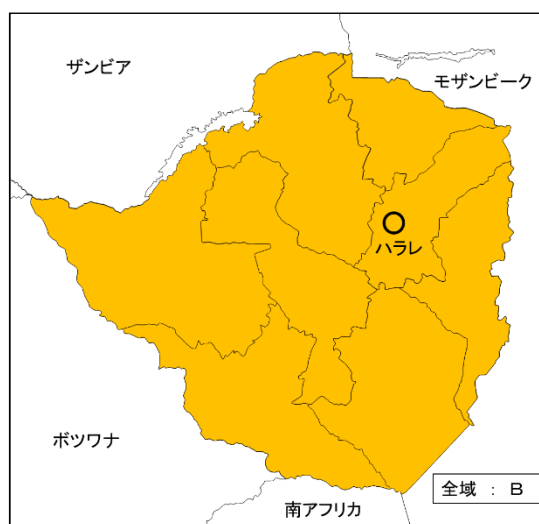 ザンビア
モザンビーク
ハラレ
ボツワナ
全域 : B
南アフリカ